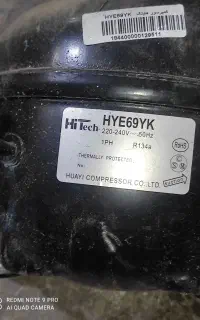 HYE69YK
184400000129511
HiTech HYE69YK
220-240V~ 50Hz
1PH R134a
THERMALLY PROTECTED
No:
RoHS
HUAYI COMPRESSOR CO.,LTD.
REDMI NOTE 9 PRO
AI QUAD CAMERA